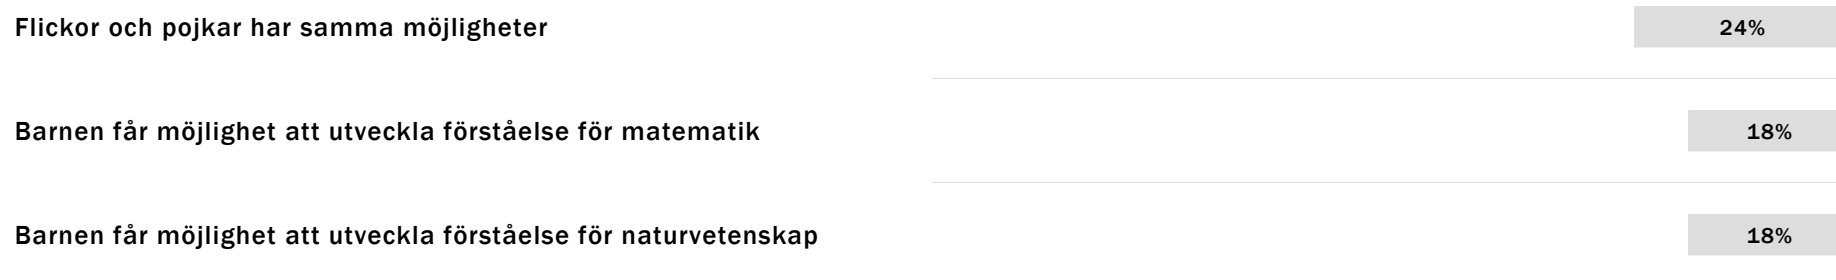 Flickor och pojkar har samma möjligheter 24%
Barnen får möjlighet att utveckla förståelse för matematik 18%
Barnen får möjlighet att utveckla förståelse för naturvetenskap 18%